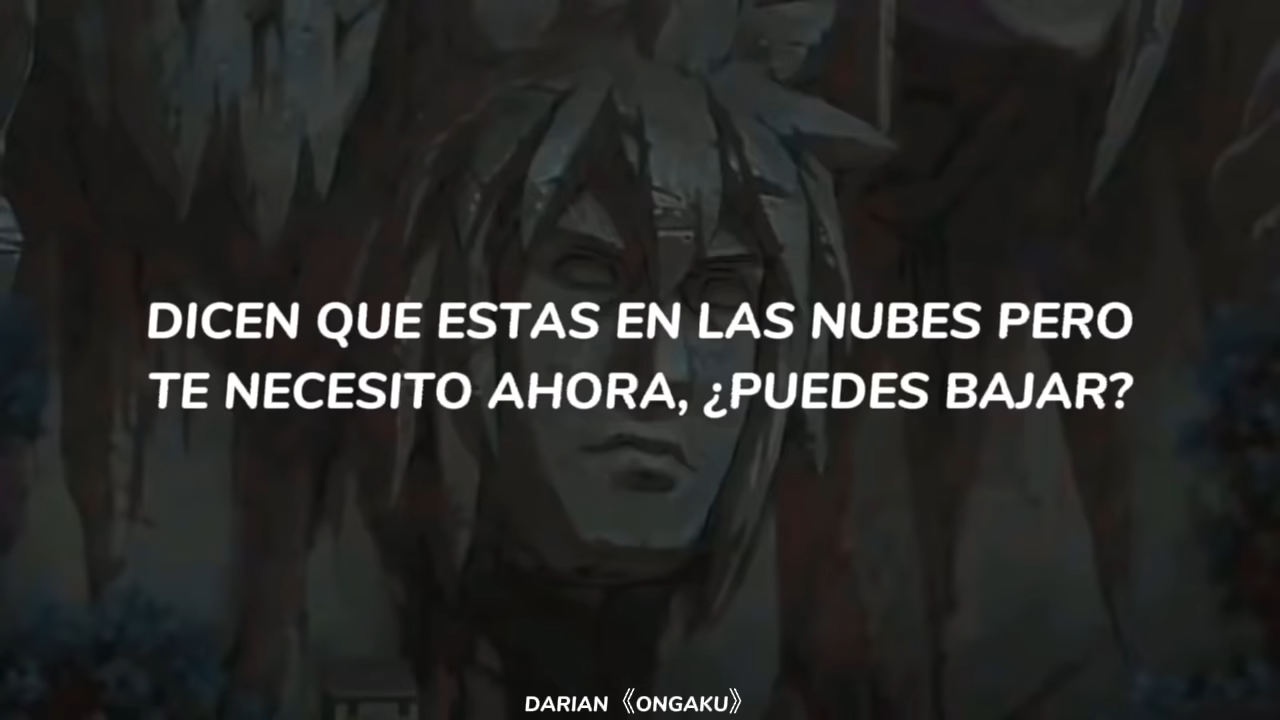 DICEN QUE ESTAS EN LAS NUBES PERO
TE NECESITO AHORA, ¿PUEDES BAJAR?
DARIAN《ONGAKU》